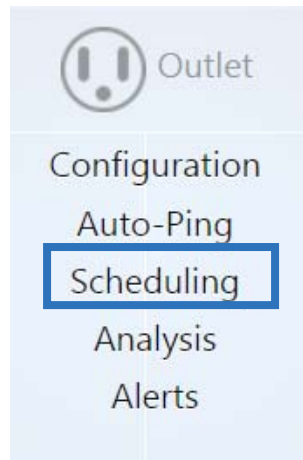 Outlet
Configuration
Auto-Ping
Scheduling
Analysis
Alerts